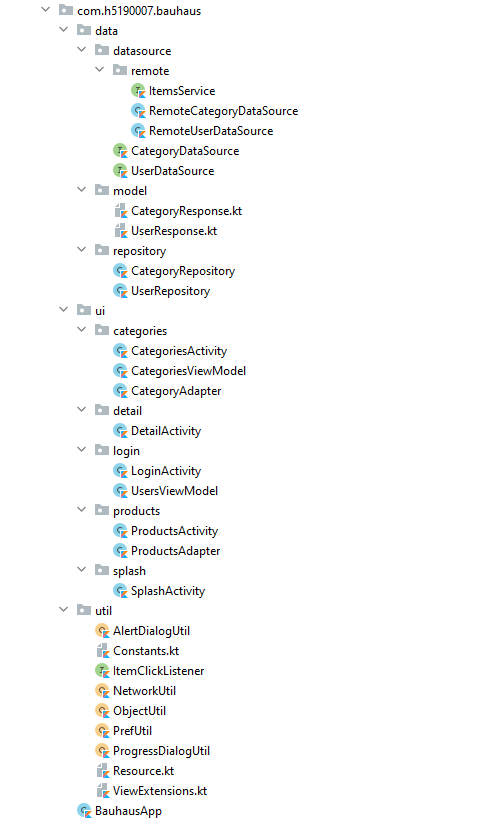 com.h5190007.bauhaus
data
datasource
remote
ItemsService
RemoteCategoryDataSource
RemoteUserDataSource
CategoryDataSource
UserDataSource
model
CategoryResponse.kt
UserResponse.kt
repository
CategoryRepository
UserRepository
ui
categories
CategoriesActivity
CategoriesViewModel
CategoryAdapter
detail
DetailActivity
login
LoginActivity
UsersViewModel
products
ProductsActivity
ProductsAdapter
splash
SplashActivity
util
AlertDialogUtil
Constants.kt
ItemClickListener
NetworkUtil
ObjectUtil
PrefUtil
ProgressDialogUtil
Resource.kt
ViewExtensions.kt
BauhausApp